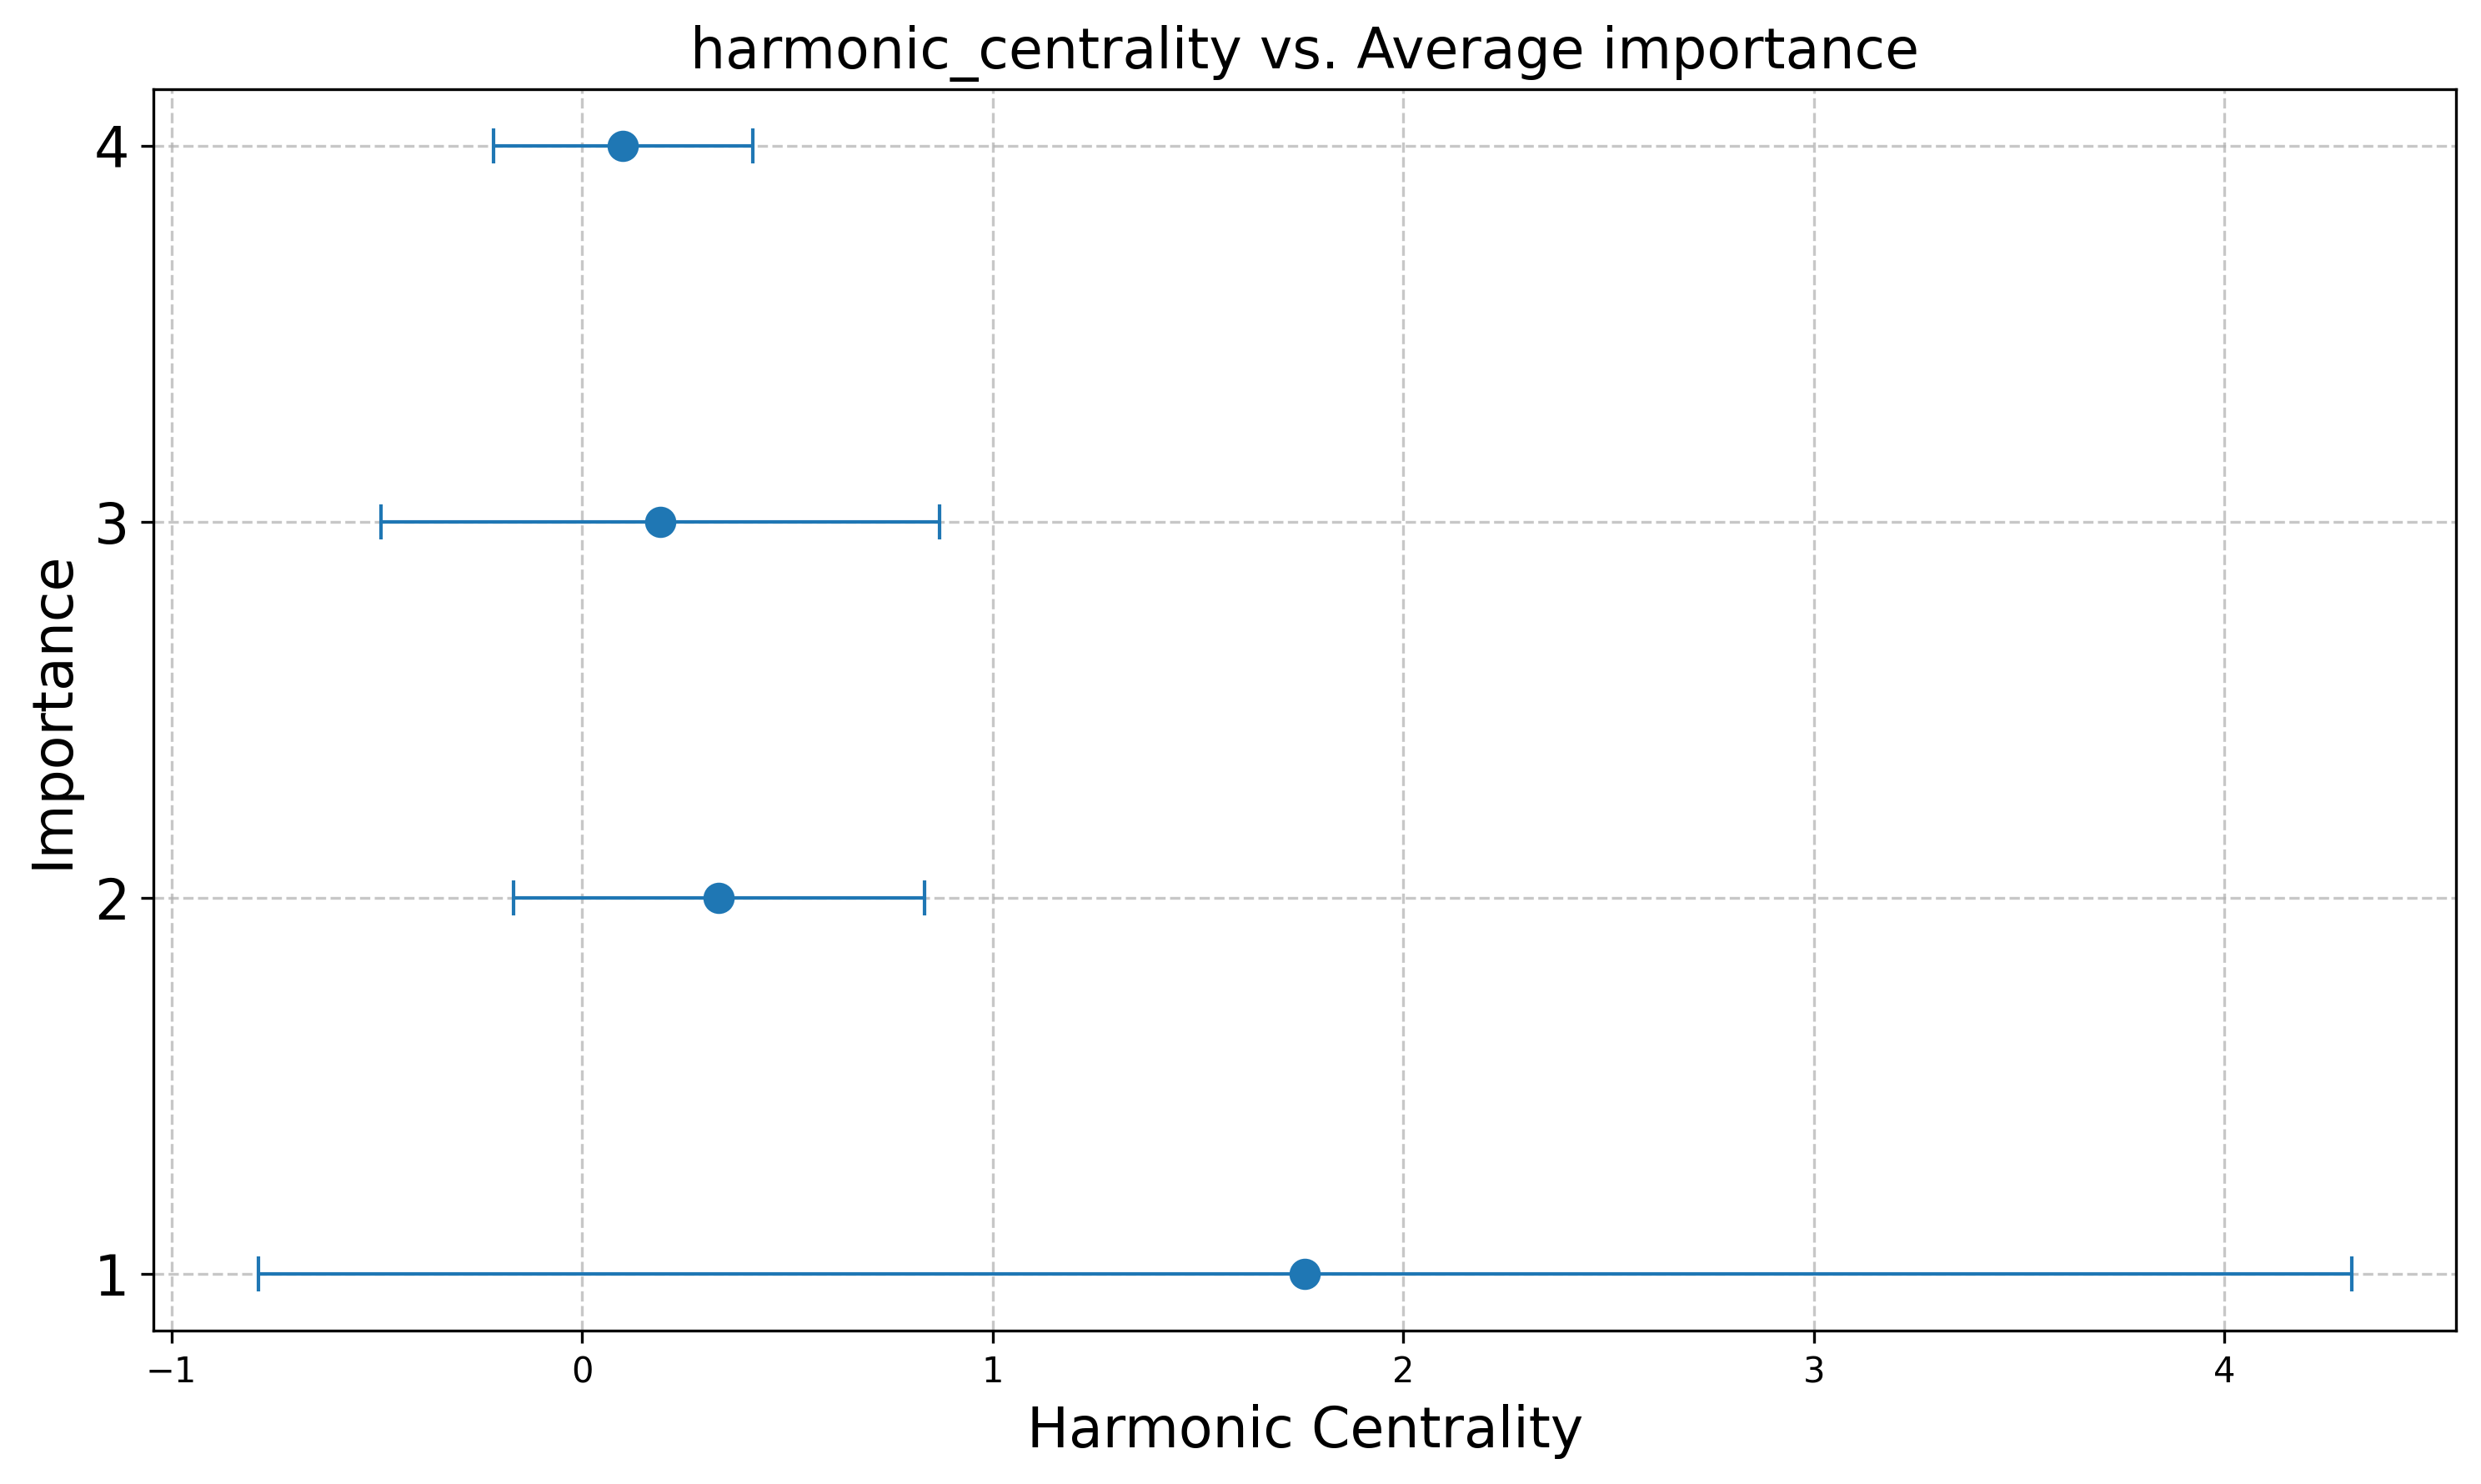 harmonic_centrality vs. Average importance
4
3
2
1
Importance
−1 0 1 2 3 4
Harmonic Centrality